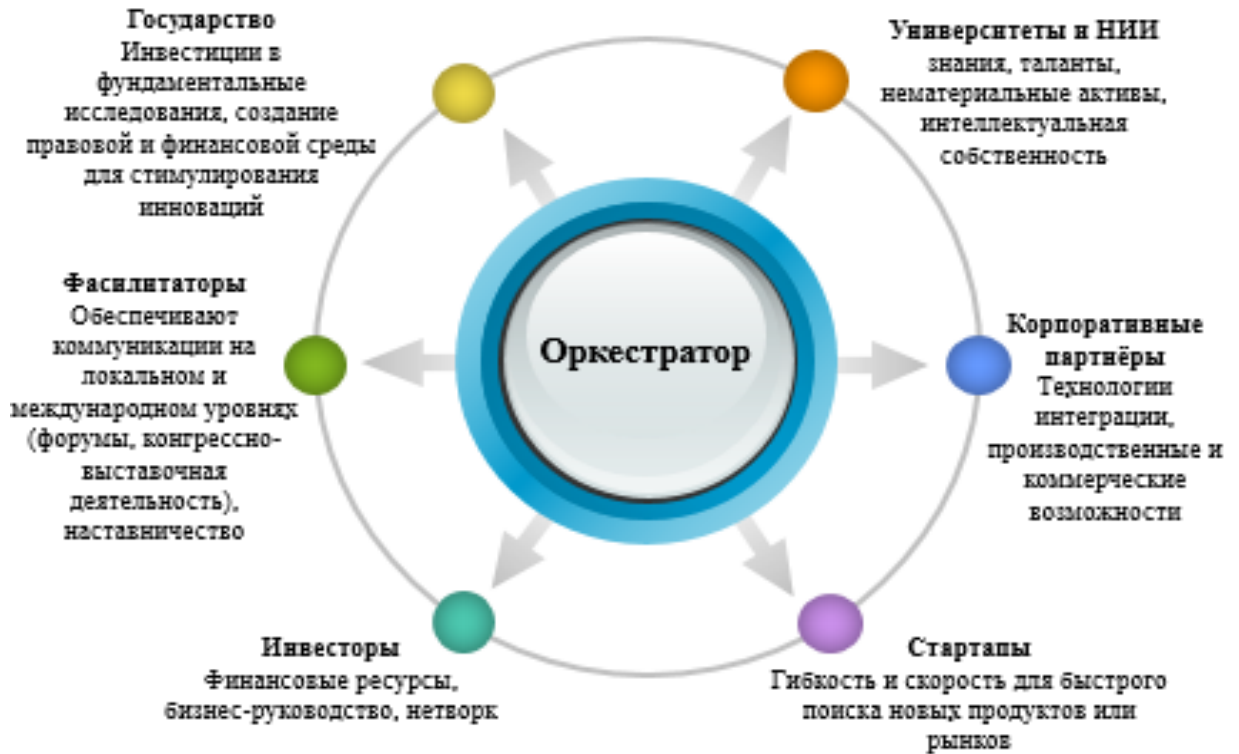 Государство
Инвестиции в
фундаментальные
исследования, создание
правовой и финансовой среды
для стимулирования
инноваций
Университеты и НИИ
знания, таланты,
нематериальные активы,
интеллектуальная
собственность
Фасилитаторы
Обеспечивают
коммуникации на
локальном и
международном уровнях
(форумы, конгрессно-
выставочная
деятельность),
наставничество
Оркестратор
Корпоративные
партнёры
Технологии
интеграции,
производственные и
коммерческие
возможности
Инвесторы
Финансовые ресурсы,
бизнес-руководство, нетворк
Стартапы
Гибкость и скорость для быстрого
поиска новых продуктов или
рынков